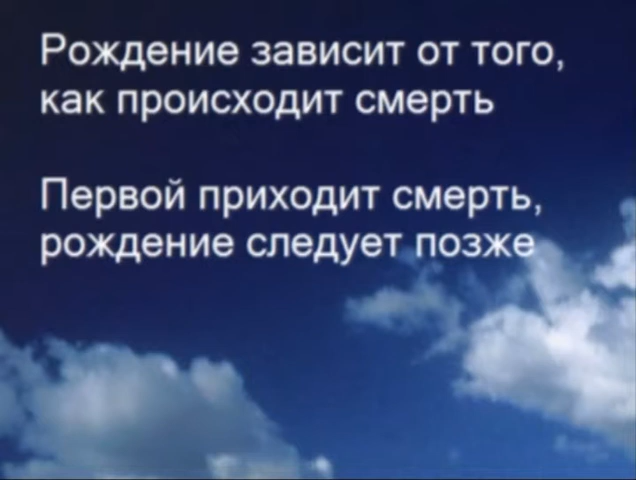 Рождение зависит от того,
как происходит смерть
Первой приходит смерть,
рождение следует позже